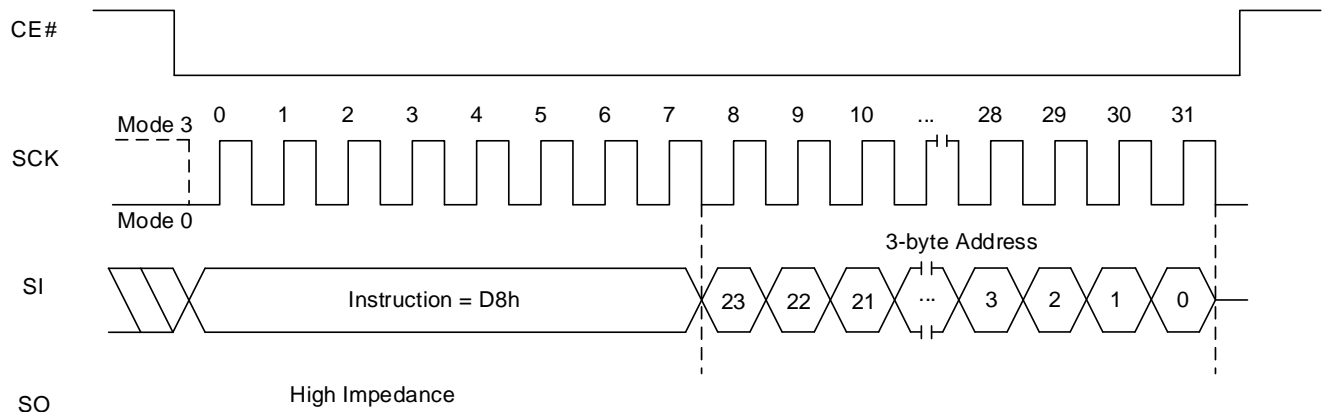 CE#
0 1 2 3 4 5 6 7 8 9 10 ... 28 29 30 31
Mode 3
SCK
Mode 0
3-byte Address
SI
Instruction = D8h 23 22 21 ... 3 2 1 0
High Impedance
SO